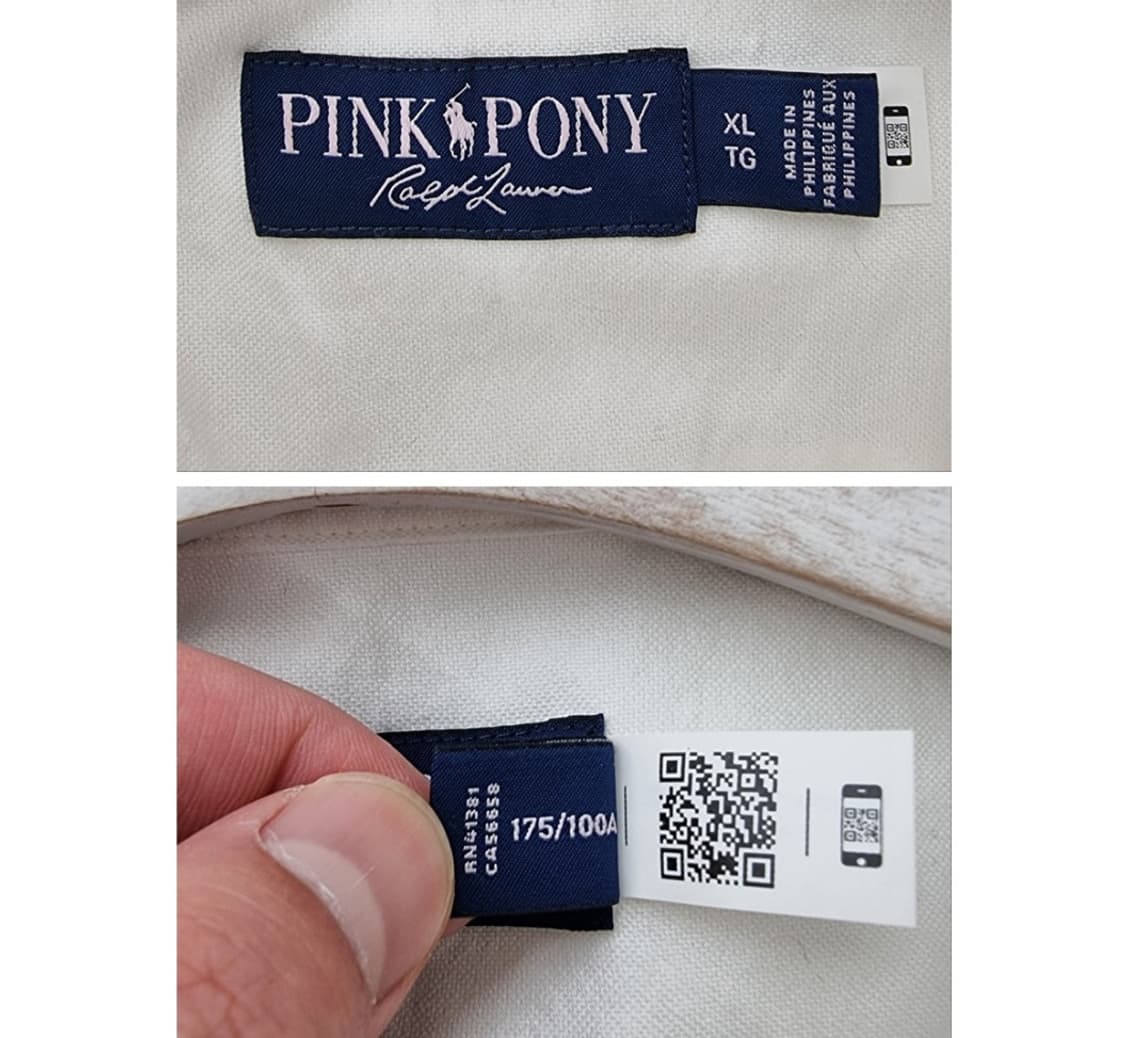 PINK PONY
Ralph Lauren
XL
TG
MADE IN
PHILIPPINES
FABRIQUÉ AUX
PHILIPPINES
RN41381
CA56658
175/100A